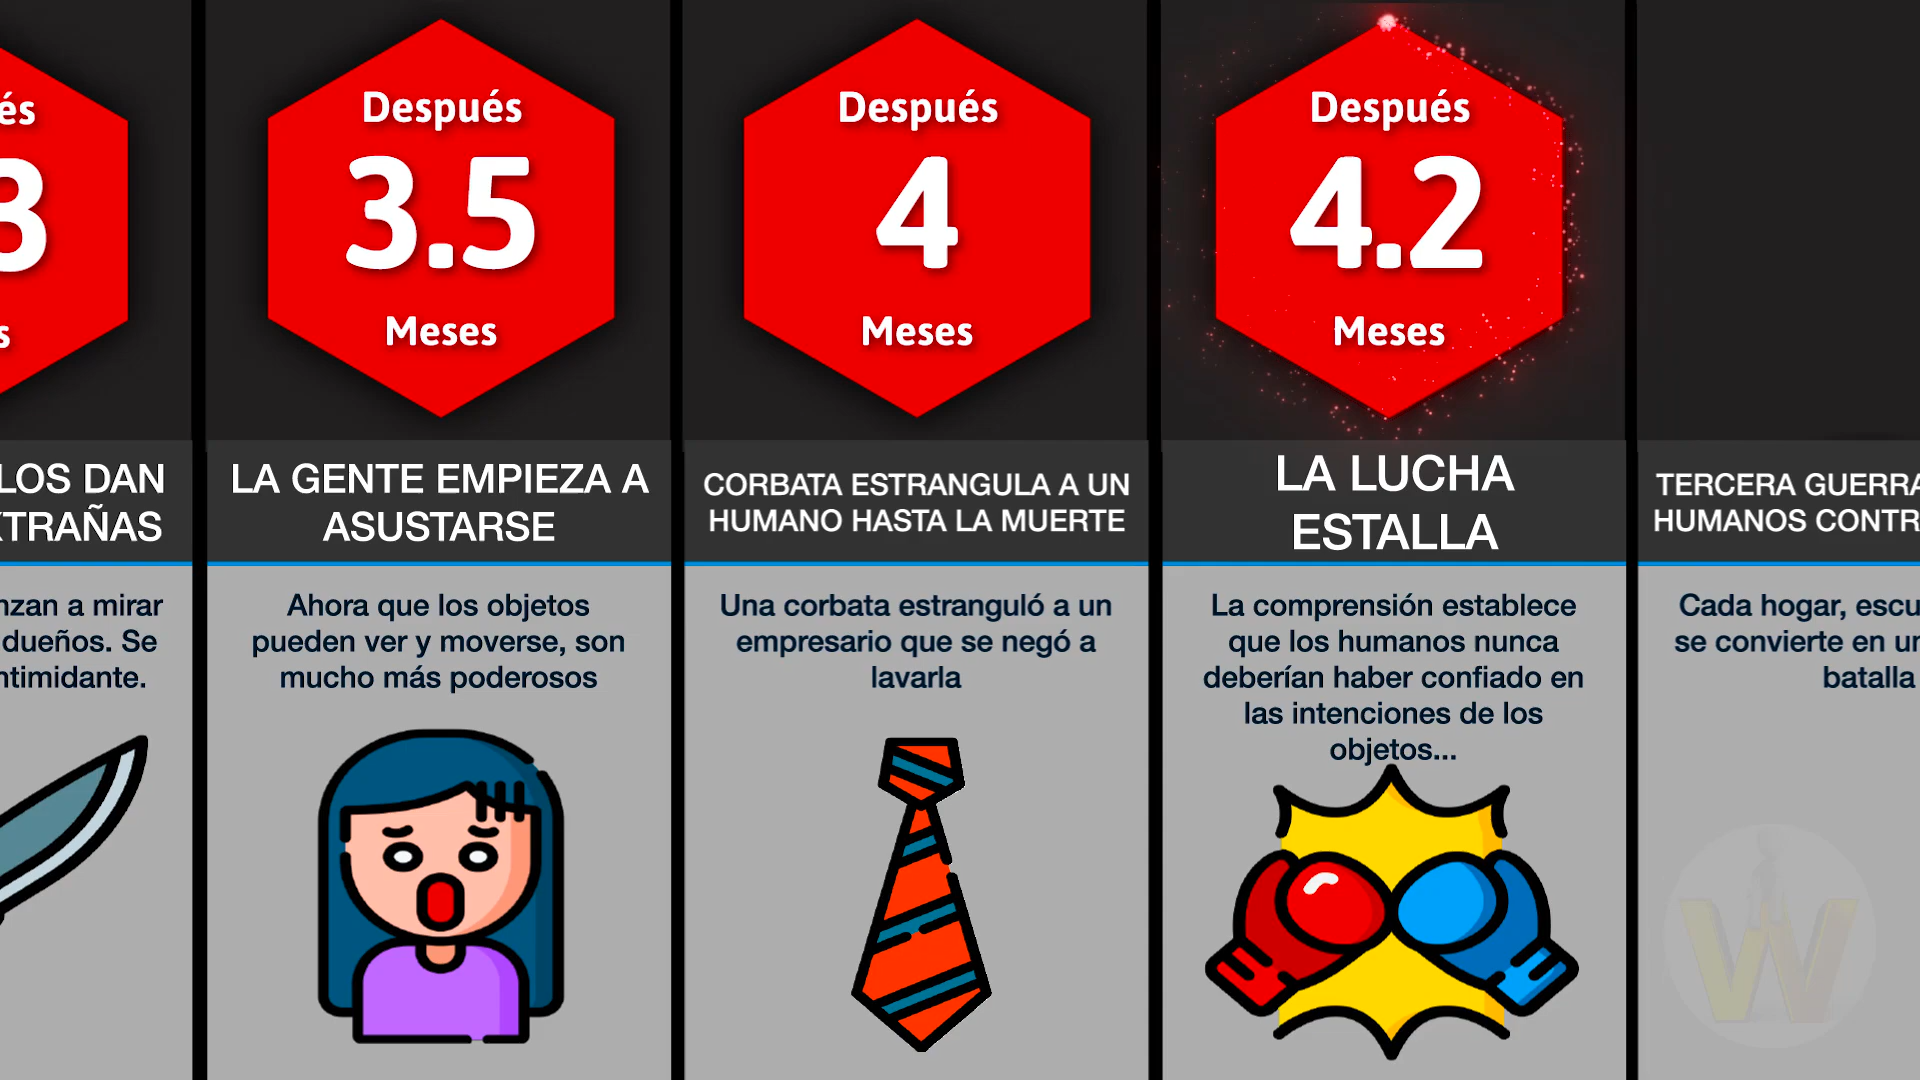 és
3
s
LOS DAN
XTRAÑAS
nzan a mirar
dueños. Se
ntimidante.
Después
3.5
Meses
LA GENTE EMPIEZA A
ASUSTARSE
Ahora que los objetos
pueden ver y moverse, son
mucho más poderosos
Después
4
Meses
CORBATA ESTRANGULA A UN
HUMANO HASTA LA MUERTE
Una corbata estranguló a un
empresario que se negó a
lavarla
Después
4.2
Meses
LA LUCHA
ESTALLA
La comprensión establece
que los humanos nunca
deberían haber confiado en
las intenciones de los
objetos...
TERCERA GUERRA
HUMANOS CONTR
Cada hogar, escu
se convierte en un
batalla
W